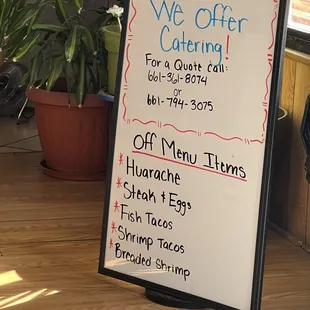 We Offer
Catering!
For a Quote call:
661-361-8074
or
661-794-3075
Off Menu Items
* Huarache
* Steak + Eggs
* Fish Tacos
* Shrimp Tacos
* Breaded Shrimp